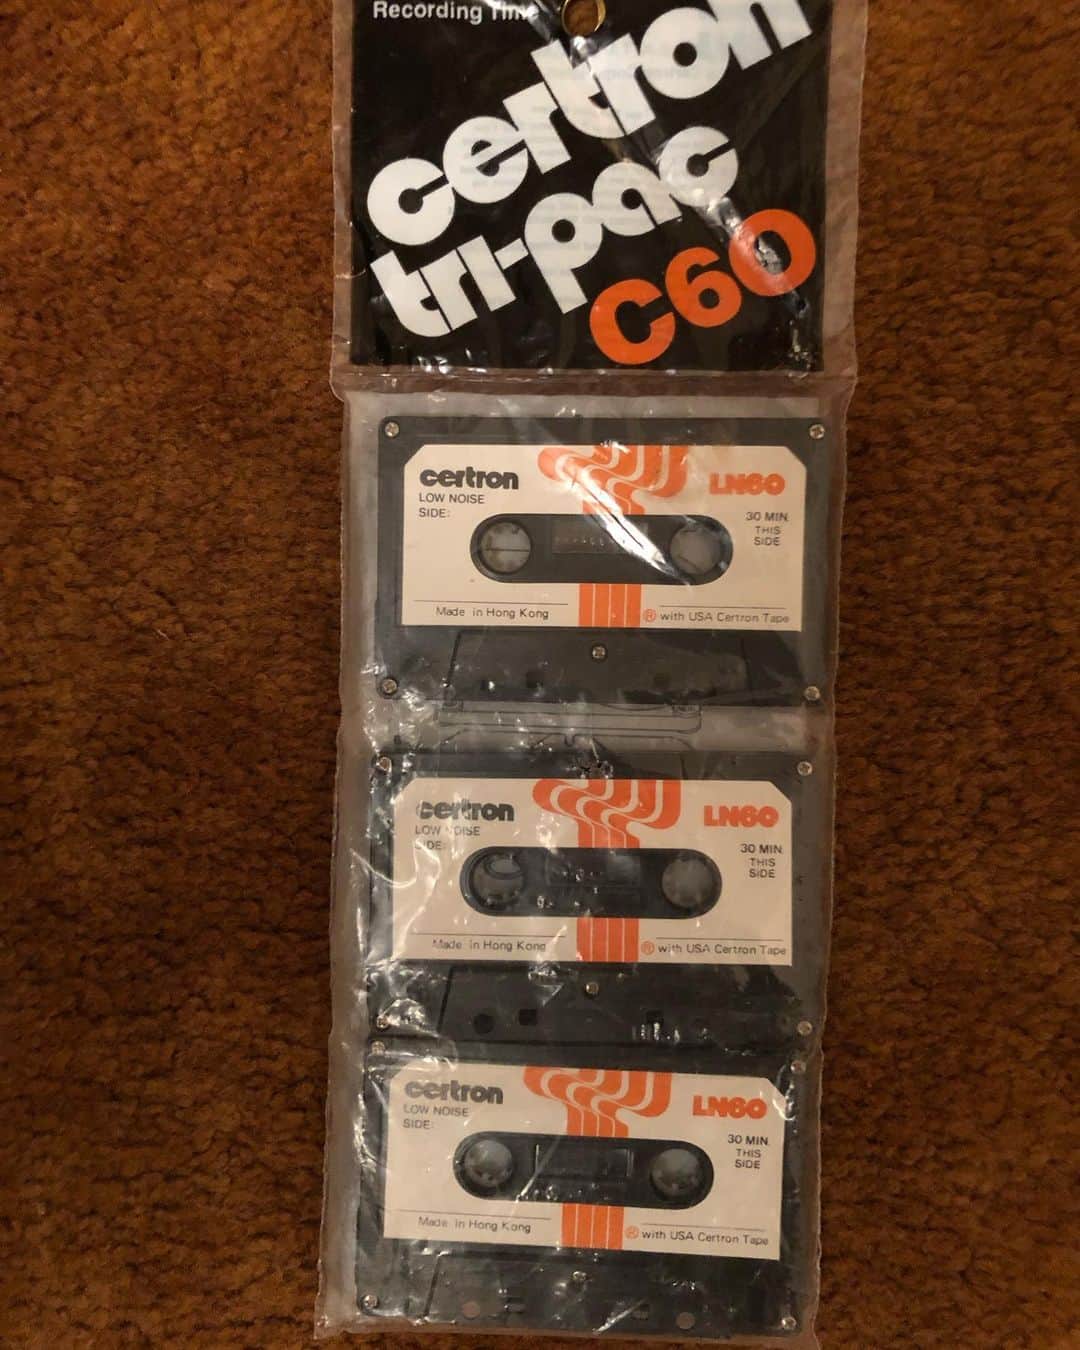 Recording Time
certron
tri-pac
C60
certron
LN60
LOW NOISE
SIDE:
30 MIN.
THIS
SIDE
Made in Hong Kong
® with USA Certron Tape
certron
LN60
LOW NOISE
SIDE:
30 MIN.
THIS
SIDE
Made in Hong Kong
® with USA Certron Tape
certron
LN60
LOW NOISE
SIDE:
30 MIN.
THIS
SIDE
Made in Hong Kong
® with USA Certron Tape